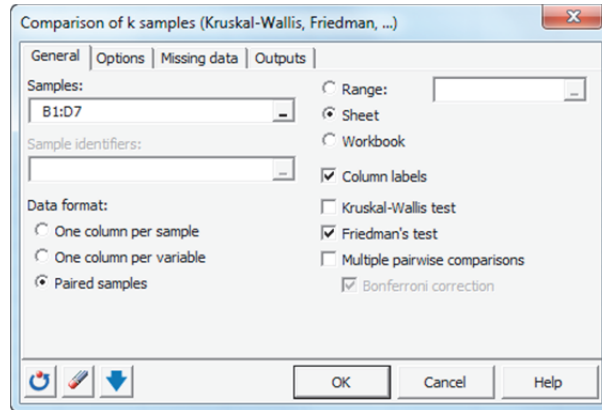 Comparison of k samples (Kruskal-Wallis, Friedman, ...)
General
Options
Missing data
Outputs
Samples:
B1:D7
Sample identifiers:
Data format:
One column per sample
One column per variable
Paired samples
Range:
Sheet
Workbook
Column labels
Kruskal-Wallis test
Friedman's test
Multiple pairwise comparisons
Bonferroni correction
OK
Cancel
Help